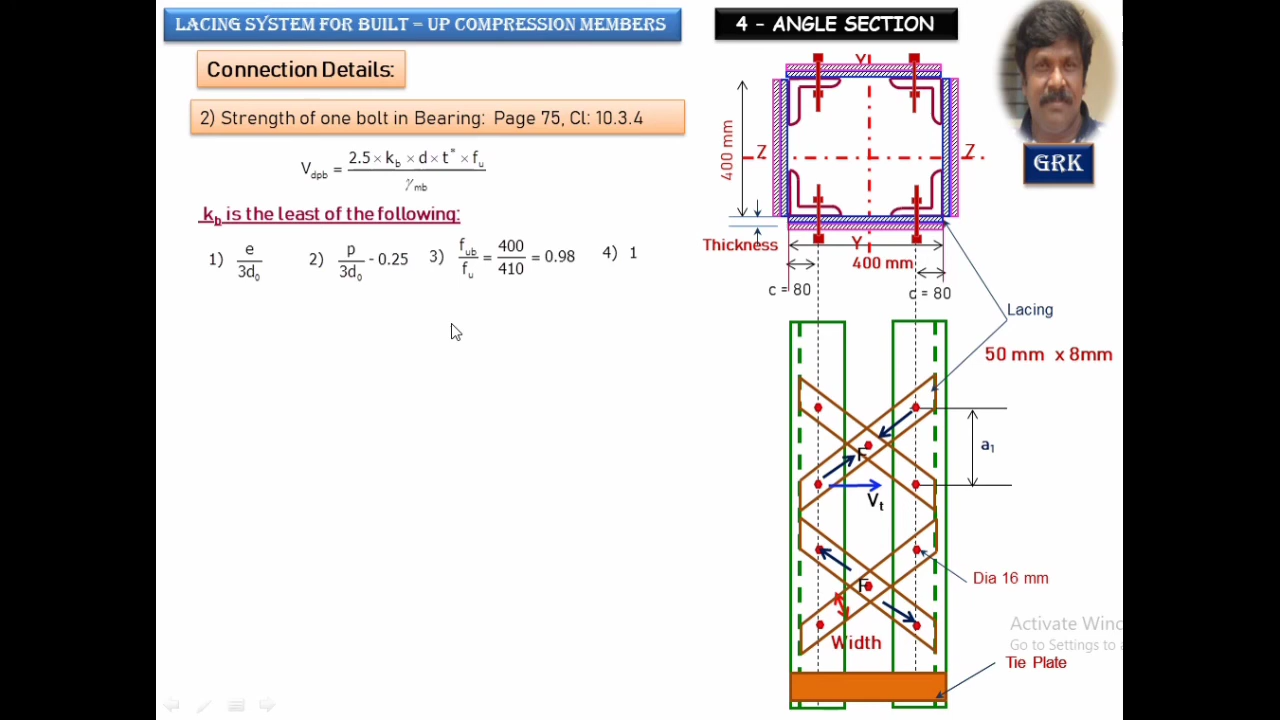 LACING SYSTEM FOR BUILT – UP COMPRESSION MEMBERS
4 - ANGLE SECTION
Connection Details:
2) Strength of one bolt in Bearing: Page 75, Cl: 10.3.4
V_dpb = (2.5 × k_b × d × t* × f_u) / γ_mb
k_b is the least of the following:
1) e / 3d_0 2) p / 3d_0 - 0.25 3) f_ub / f_u = 400 / 410 = 0.98 4) 1
GRK
Y
400 mm
Z
Z
Thickness
Y
400 mm
c = 80
c = 80
Lacing
50 mm x 8mm
F
a_1
V_t
F
Dia 16 mm
Width
Tie Plate
Activate Wind
Go to Settings to a